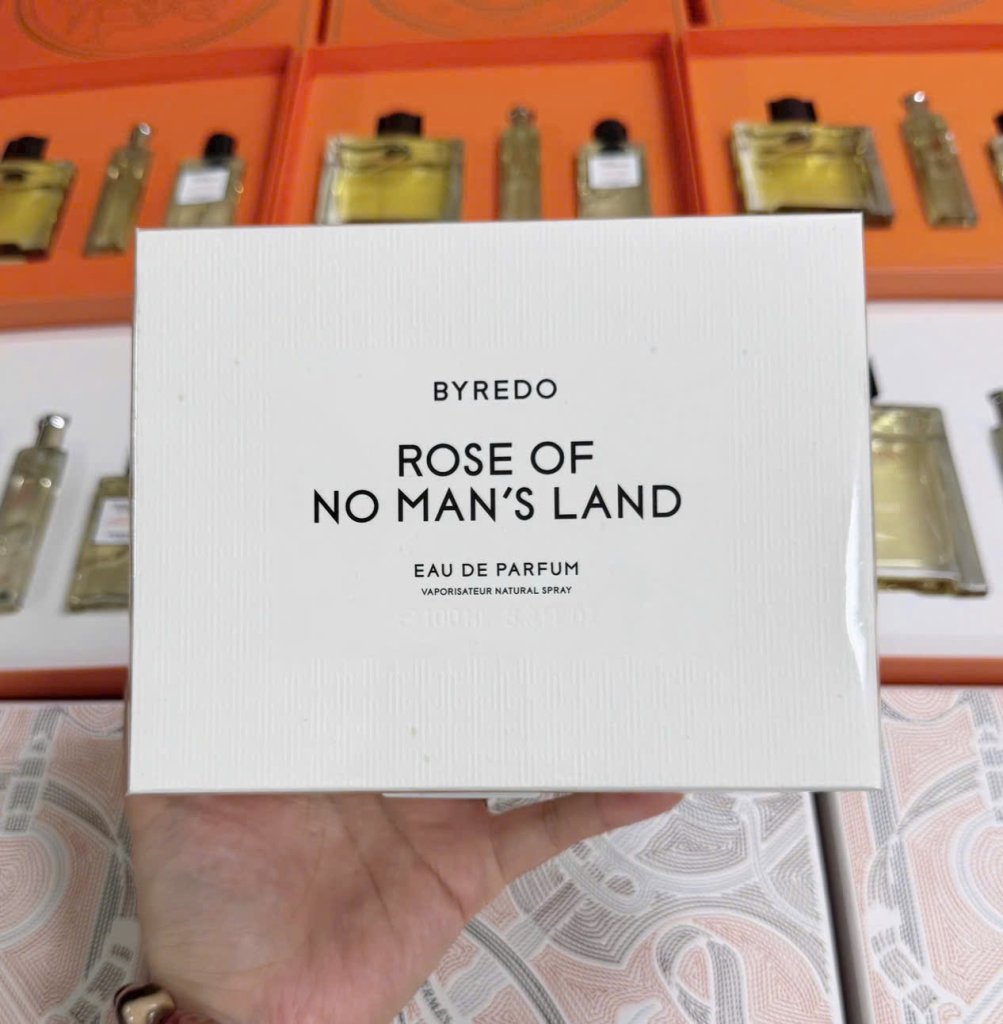 BYREDO
ROSE OF
NO MAN'S LAND
EAU DE PARFUM
VAPORISATEUR NATURAL SPRAY